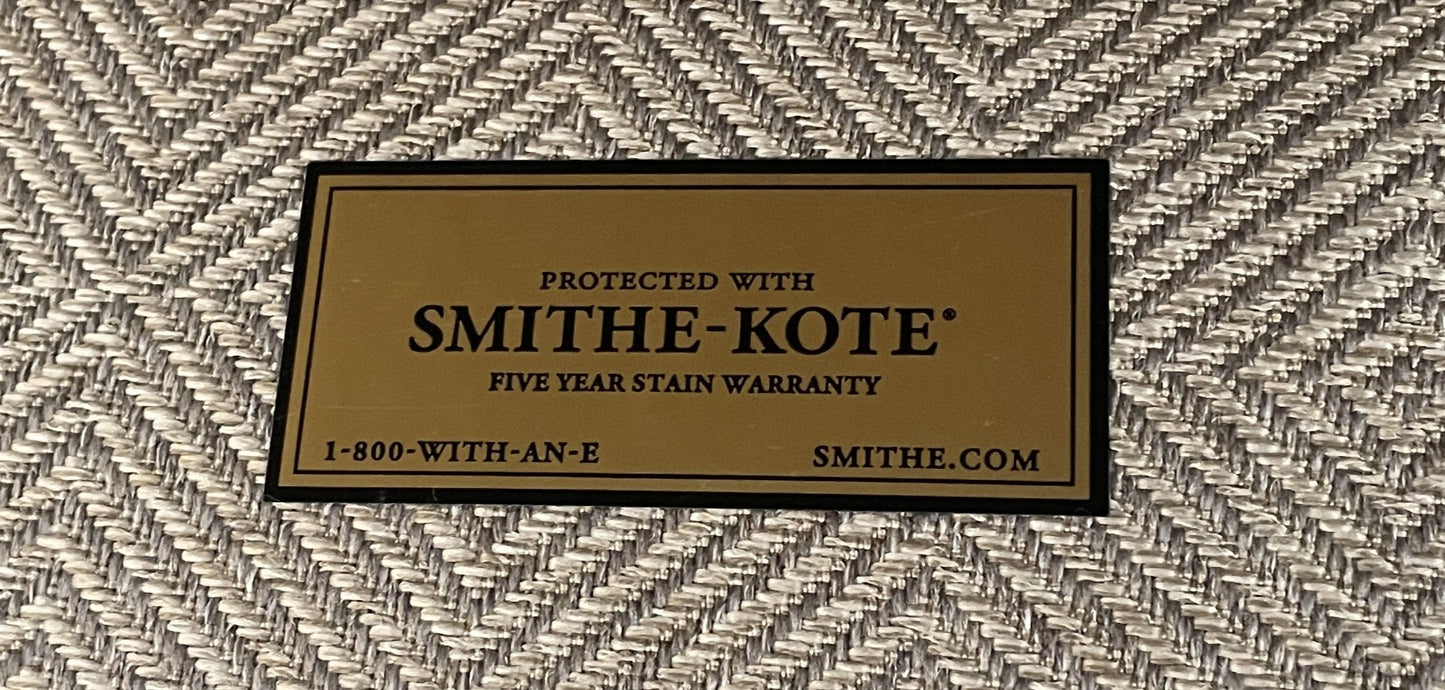 PROTECTED WITH
SMITHE-KOTE®
FIVE YEAR STAIN WARRANTY
1-800-WITH-AN-E
SMITHE.COM